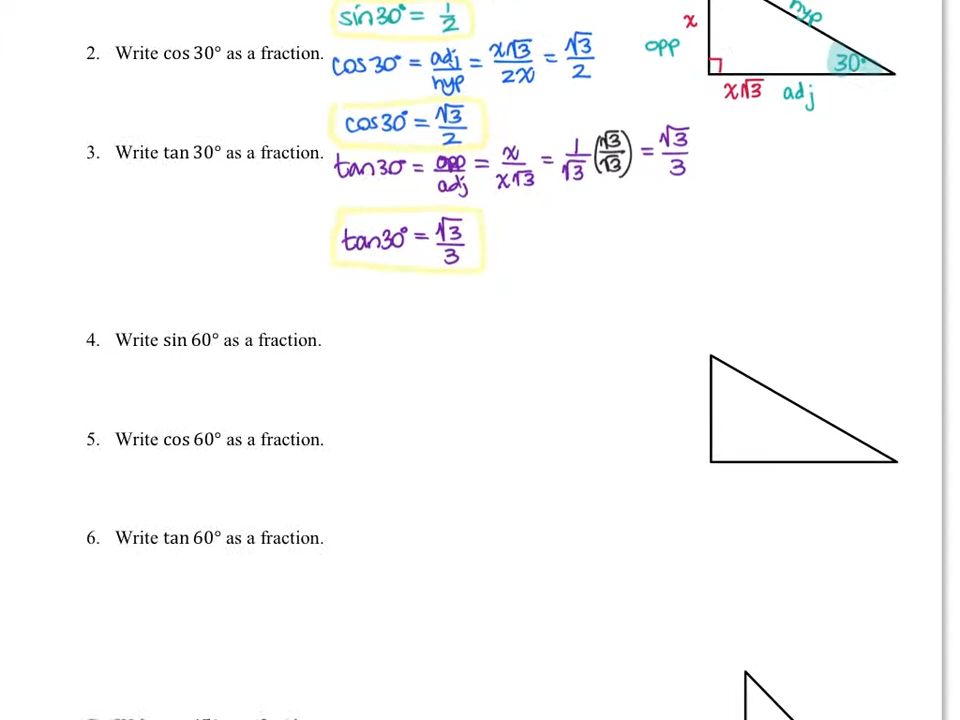 sin30° = 1/2
hyp
x
2. Write cos 30° as a fraction.
cos30° = adj/hyp = x√3/2x = √3/2
opp
30°
x√3 adj
cos30° = √3/2
3. Write tan 30° as a fraction.
tan30° = opp/adj = x/x√3 = 1/√3 (√3/√3) = √3/3
tan30° = √3/3
4. Write sin 60° as a fraction.
5. Write cos 60° as a fraction.
6. Write tan 60° as a fraction.